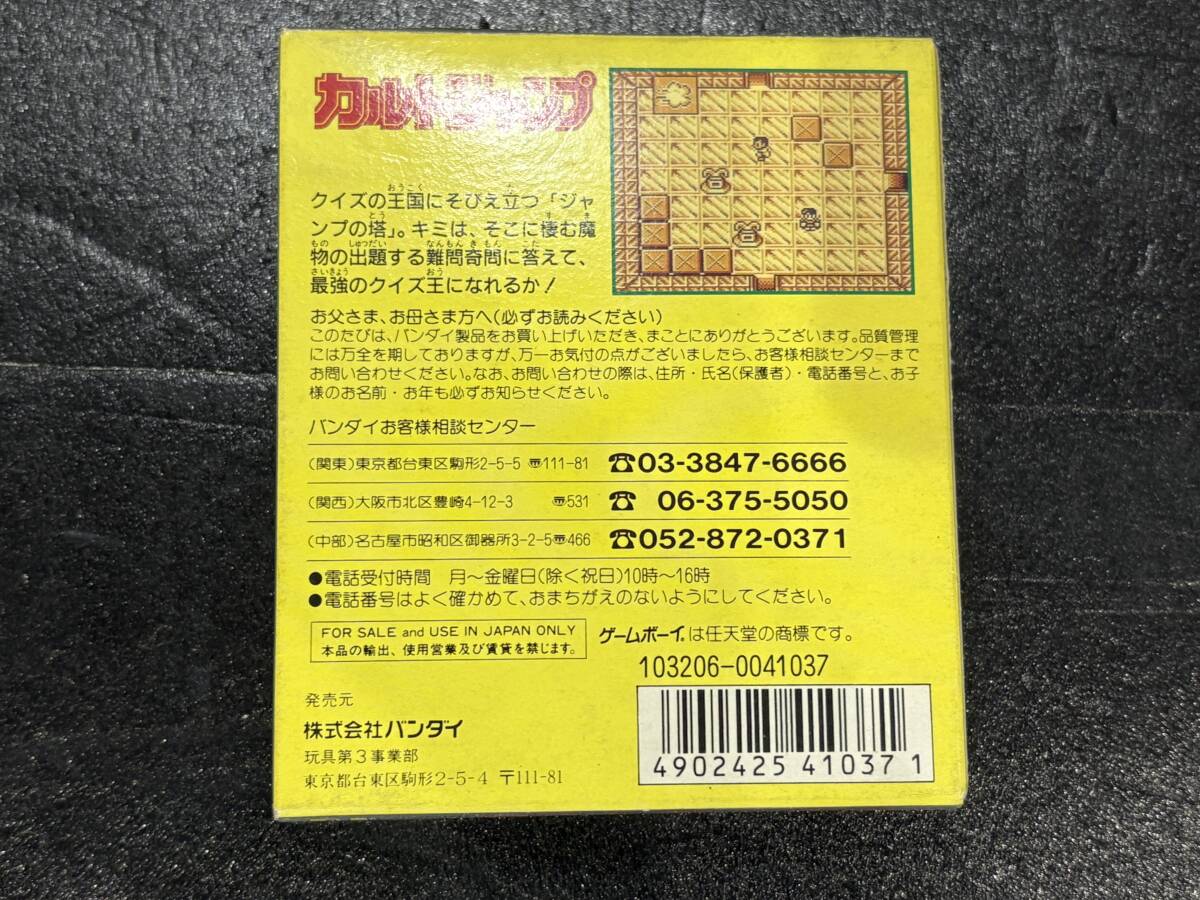 カルトジャンプ
クイズの王国にそびえ立つ「ジャ
ンプの塔」。キミは、そこに棲む魔
物の出題する難問奇問に答えて、
最強のクイズ王になれるか!
お父さま、お母さま方へ(必ずお読みください)
このたびは、バンダイ製品をお買い上げいただき、まことにありがとうございます。品質管理
には万全を期しておりますが、万一お気付の点がございましたら、お客様相談センターまで
お問い合わせください。なお、お問い合わせの際は、住所・氏名(保護者)・電話番号と、お子
様のお名前・お年も必ずお知らせください。
バンダイお客様相談センター
(関東)東京都台東区駒形2-5-5 〠111-81 ☎03-3847-6666
(関西)大阪市北区豊崎4-12-3 〠531 ☎ 06-375-5050
(中部)名古屋市昭和区御器所3-2-5〠466 ☎052-872-0371
●電話受付時間 月〜金曜日(除く祝日)10時〜16時
●電話番号はよく確かめて、おまちがえのないようにしてください。
FOR SALE and USE IN JAPAN ONLY
本品の輸出、使用営業及び賃貸を禁じます。
ゲームボーイ は任天堂の商標です。
103206-0041037
発売元
株式会社バンダイ
玩具第3事業部
東京都台東区駒形2-5-4 〒111-81
4902425 41037 1